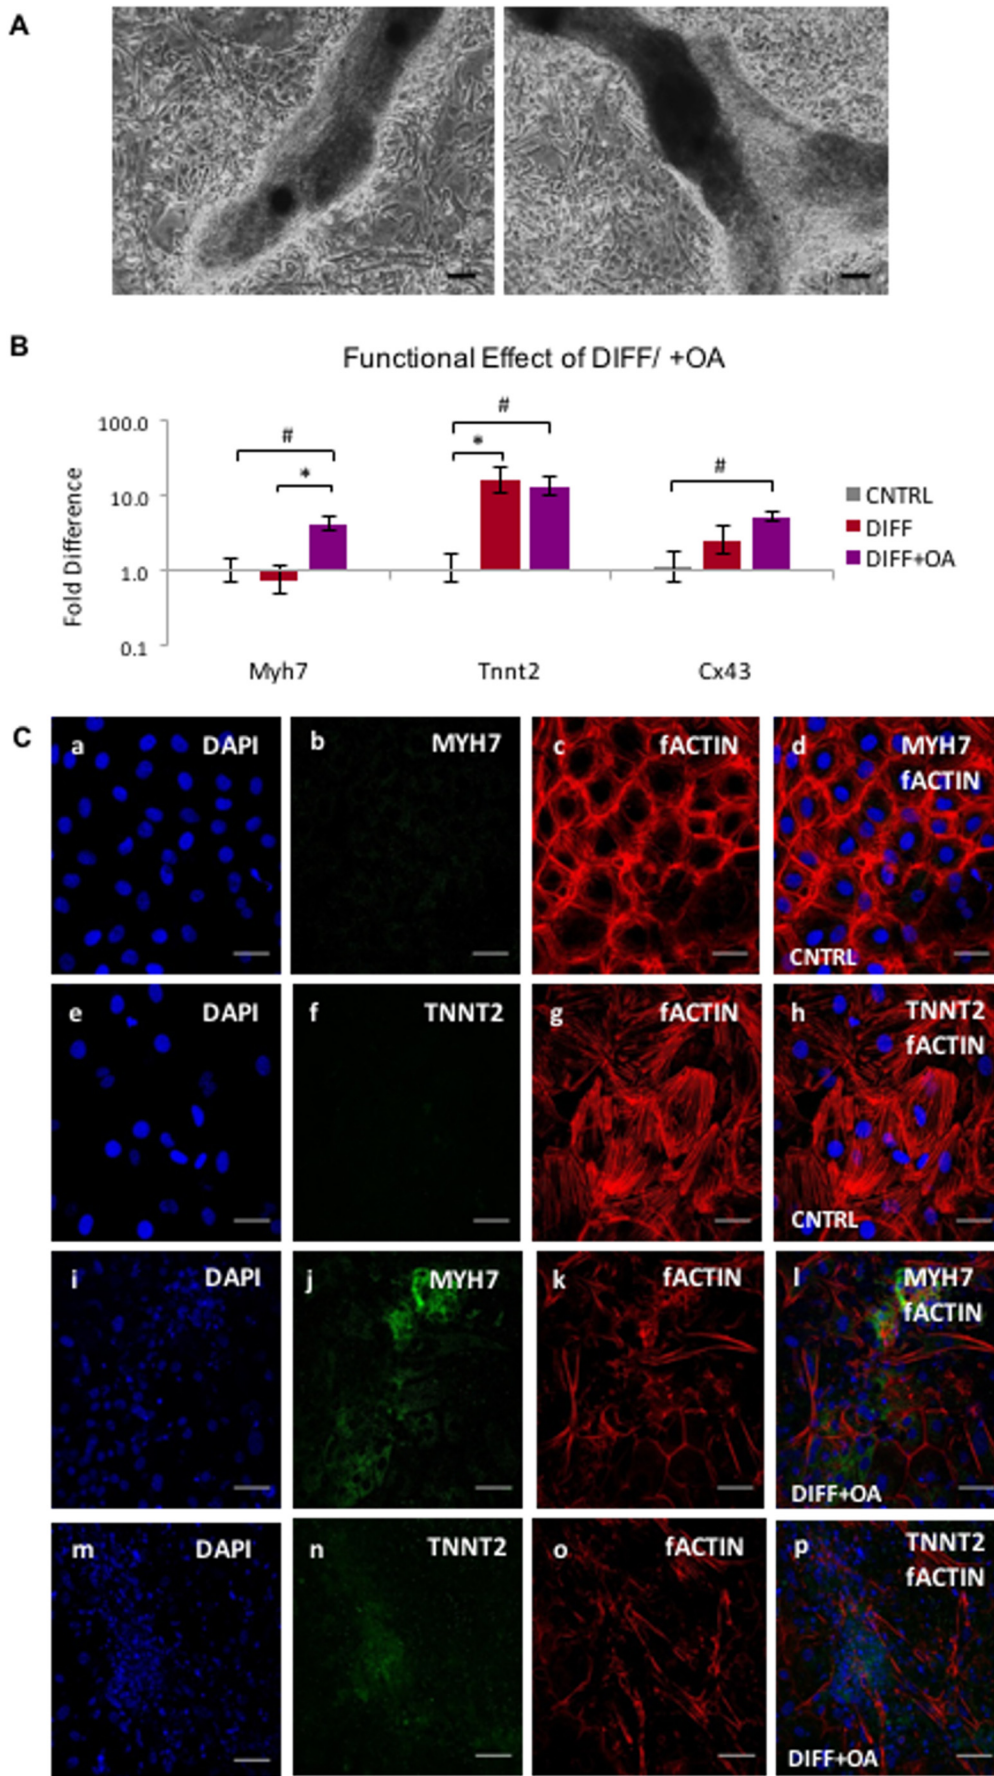 A
B
Functional Effect of DIFF/ +OA
100.0
10.0
1.0
0.1
Fold Difference
#
*
#
*
#
CNTRL
DIFF
DIFF+OA
Myh7
Tnnt2
Cx43
C
a DAPI
b MYH7
c fACTIN
d MYH7
fACTIN
CNTRL
e DAPI
f TNNT2
g fACTIN
h TNNT2
fACTIN
CNTRL
i DAPI
j MYH7
k fACTIN
l MYH7
fACTIN
DIFF+OA
m DAPI
n TNNT2
o fACTIN
p TNNT2
fACTIN
DIFF+OA